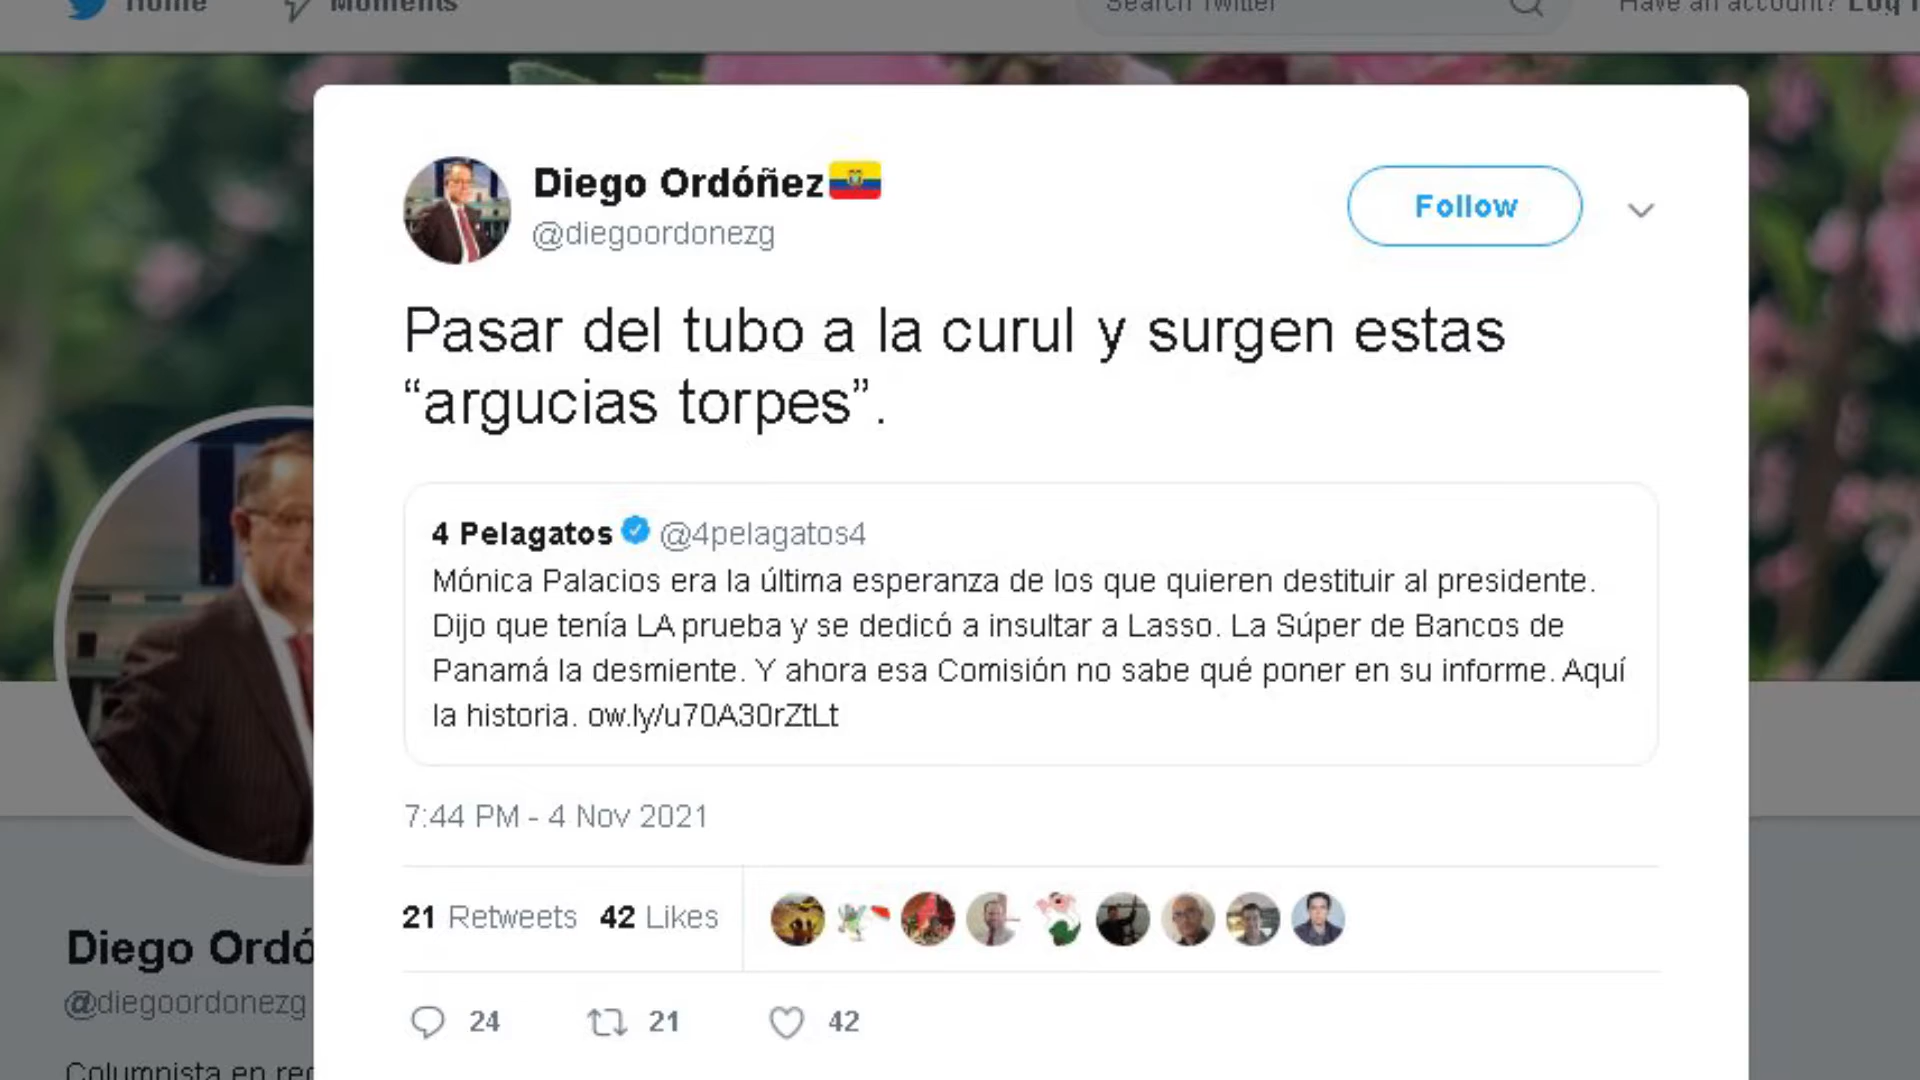 Home
Moments
Search Twitter
Have an account? Log
Diego Ordóñez
@diegoordonezg
Follow
Pasar del tubo a la curul y surgen estas
“argucias torpes”.
4 Pelagatos @4pelagatos4
Mónica Palacios era la última esperanza de los que quieren destituir al presidente.
Dijo que tenía LA prueba y se dedicó a insultar a Lasso. La Súper de Bancos de
Panamá la desmiente. Y ahora esa Comisión no sabe qué poner en su informe. Aquí
la historia. ow.ly/u70A30rZtLt
7:44 PM - 4 Nov 2021
21 Retweets 42 Likes
24 21 42
Diego Ordó
@diegoordonezg
Columnista en